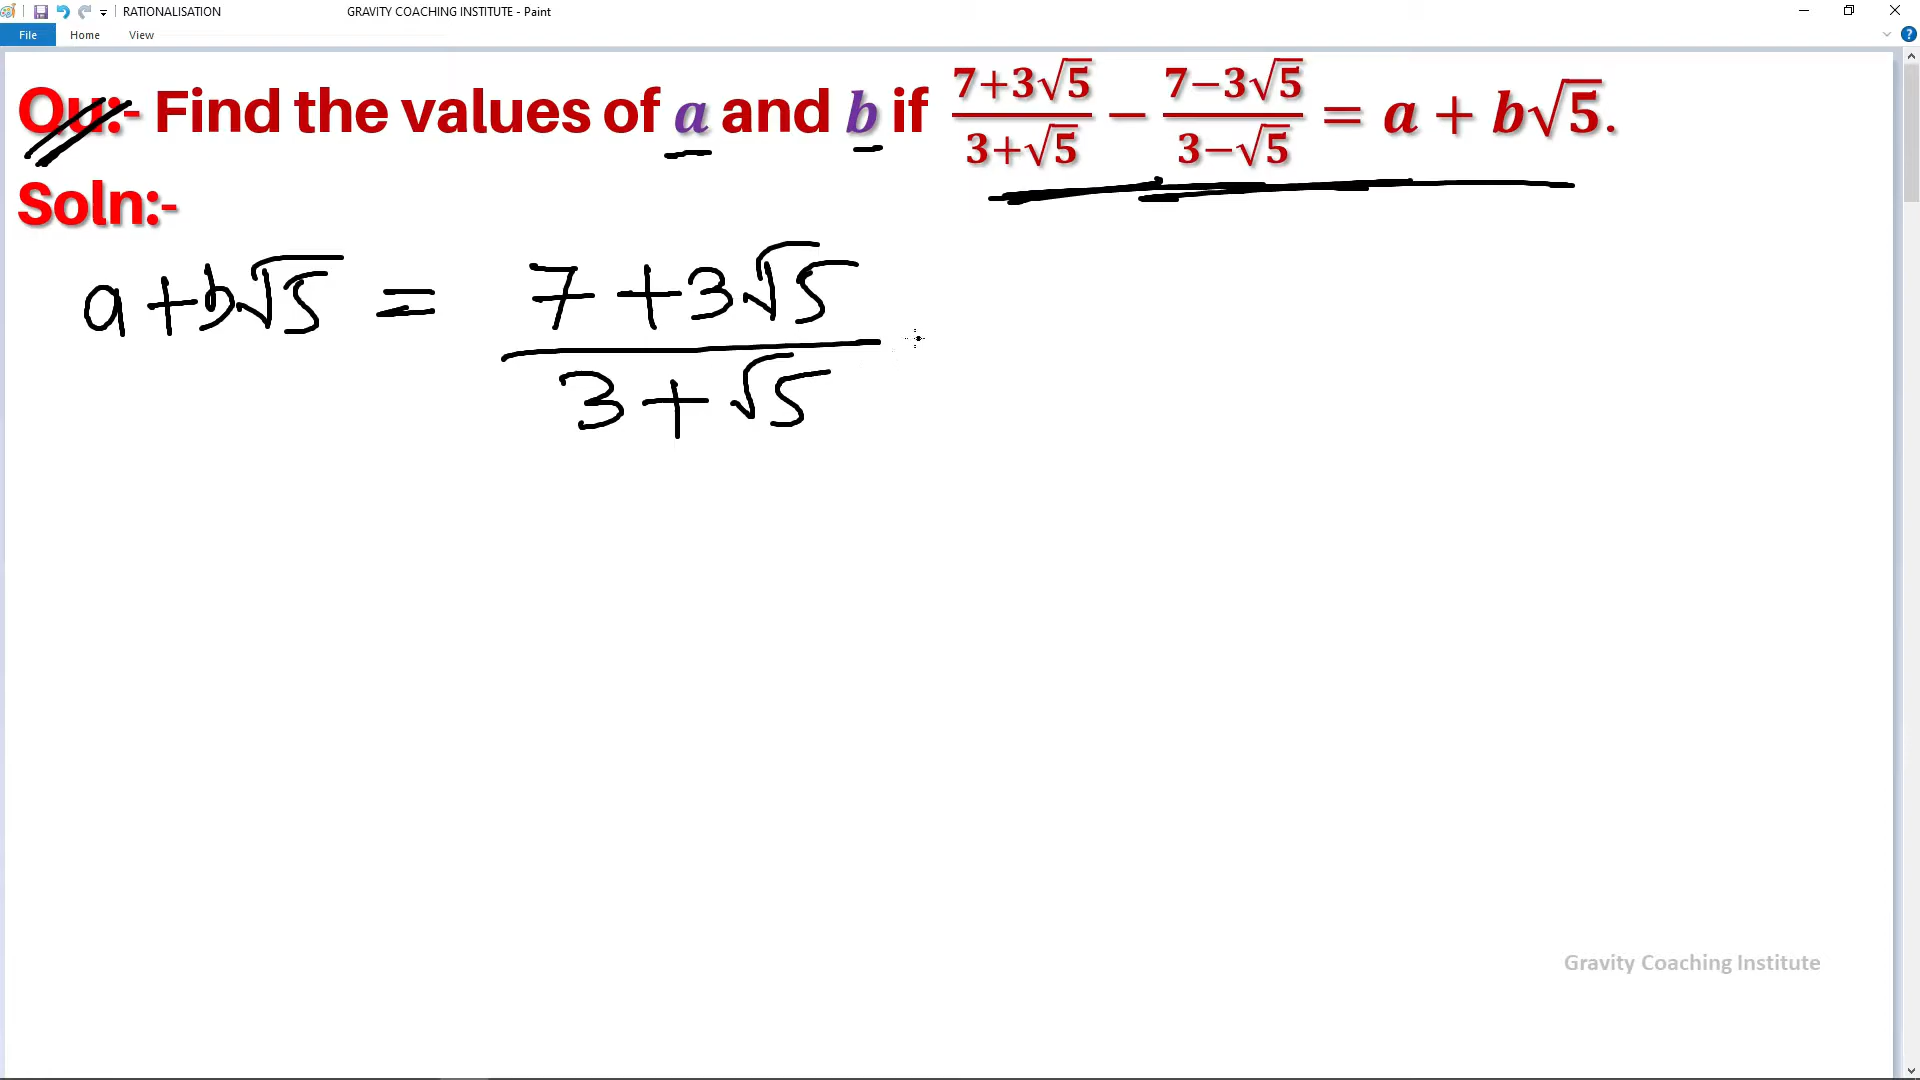 RATIONALISATION GRAVITY COACHING INSTITUTE - Paint
File Home View
Qu:- Find the values of a and b if (7+3√5)/(3+√5) − (7−3√5)/(3−√5) = a + b√5.
Soln:-
a+b√5 = (7+3√5)/(3+√5)
Gravity Coaching Institute